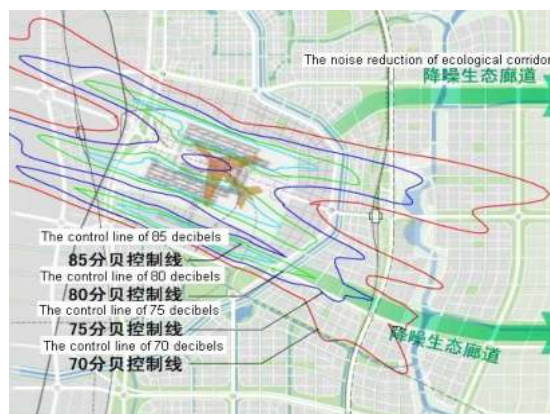 The noise reduction of ecological corridor
降噪生态廊道
The control line of 85 decibels
85分贝控制线
The control line of 80 decibels
80分贝控制线
The control line of 75 decibels
75分贝控制线
The control line of 70 decibels
70分贝控制线
降噪生态廊道